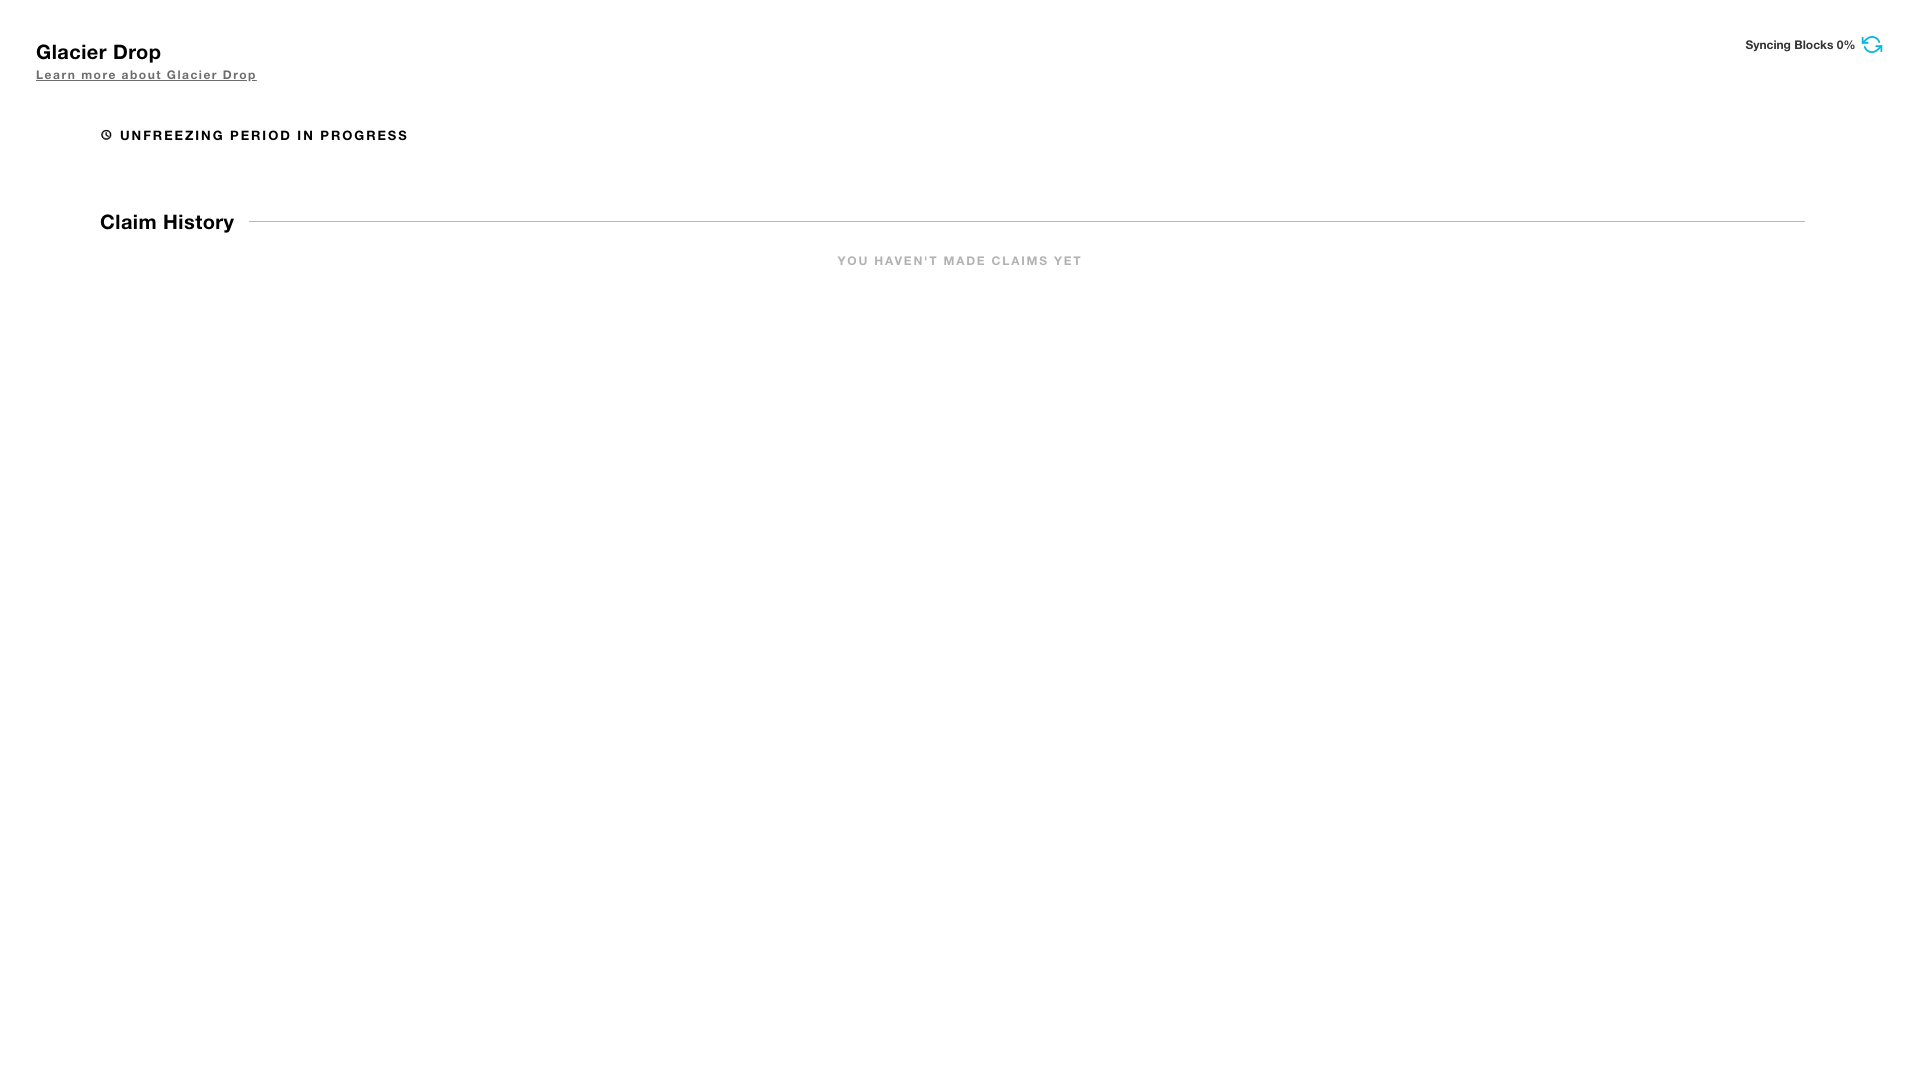 Glacier Drop
Syncing Blocks 0%
Learn more about Glacier Drop
UNFREEZING PERIOD IN PROGRESS
Claim History
YOU HAVEN'T MADE CLAIMS YET